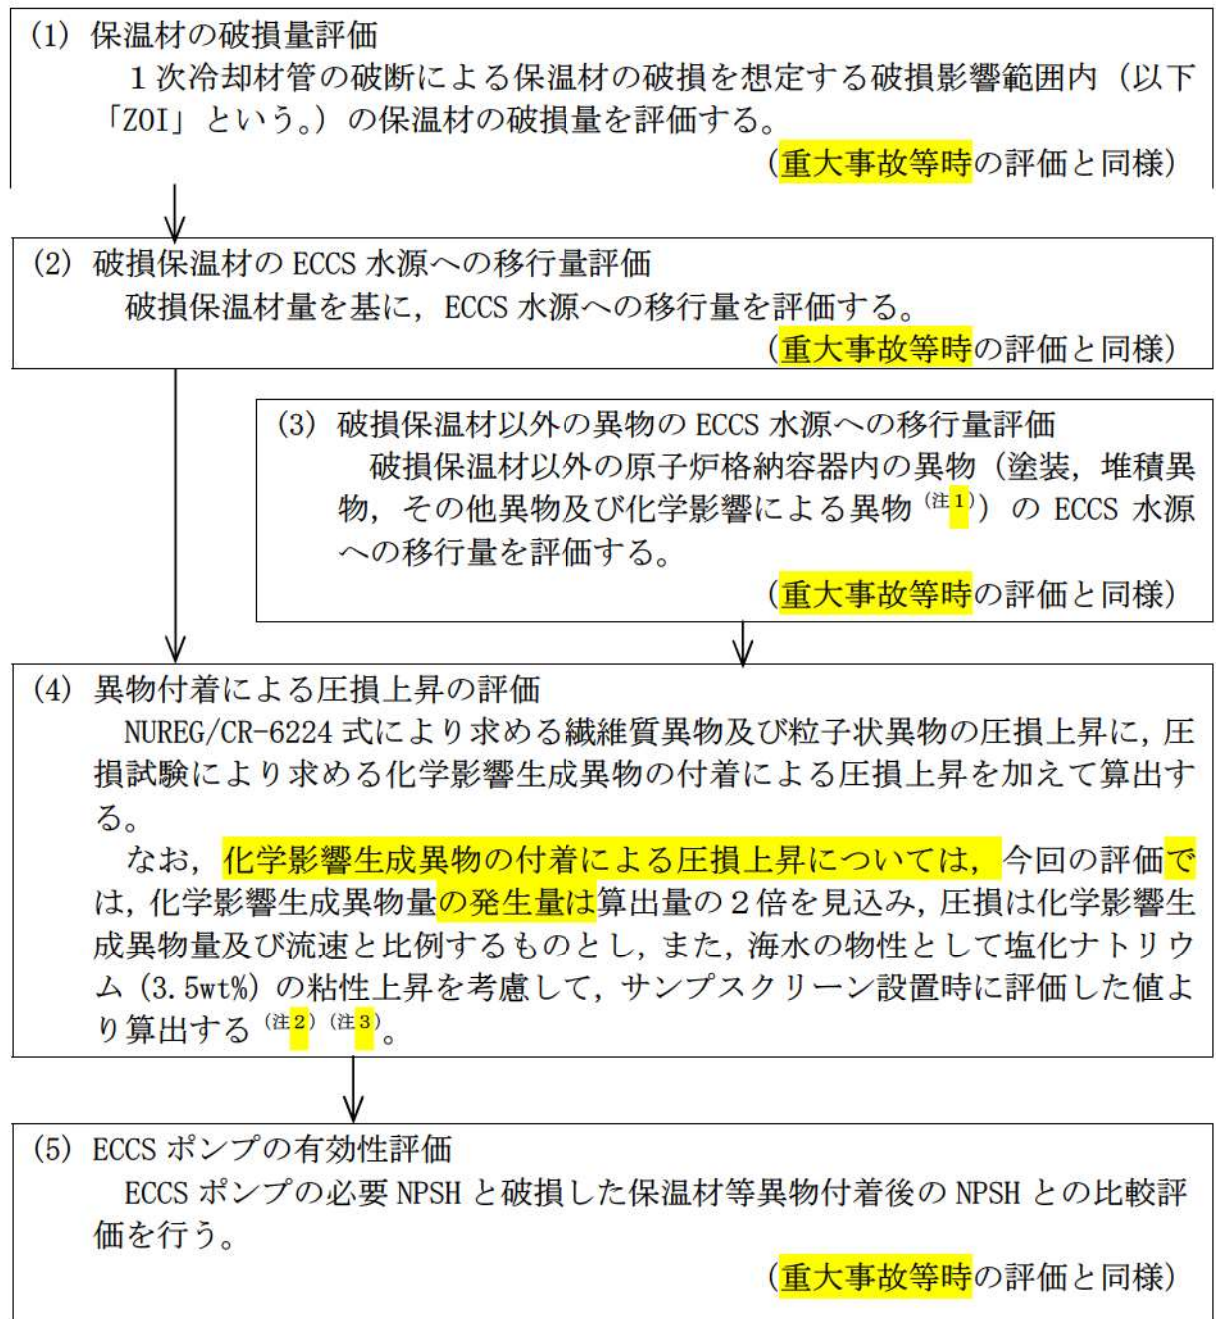 (1) 保温材の破損量評価
１次冷却材管の破断による保温材の破損を想定する破損影響範囲内（以下
「ZOI」という。）の保温材の破損量を評価する。
（重大事故等時の評価と同様）
(2) 破損保温材の ECCS 水源への移行量評価
破損保温材量を基に，ECCS 水源への移行量を評価する。
（重大事故等時の評価と同様）
(3) 破損保温材以外の異物の ECCS 水源への移行量評価
破損保温材以外の原子炉格納容器内の異物（塗装，堆積異
物，その他異物及び化学影響による異物（注１））の ECCS 水源
への移行量を評価する。
（重大事故等時の評価と同様）
(4) 異物付着による圧損上昇の評価
NUREG/CR-6224 式により求める繊維質異物及び粒子状異物の圧損上昇に，圧
損試験により求める化学影響生成異物の付着による圧損上昇を加えて算出す
る。
なお，化学影響生成異物の付着による圧損上昇については，今回の評価で
は，化学影響生成異物量の発生量は算出量の２倍を見込み，圧損は化学影響生
成異物量及び流速と比例するものとし，また，海水の物性として塩化ナトリウ
ム（3.5wt%）の粘性上昇を考慮して，サンプスクリーン設置時に評価した値よ
り算出する（注２）（注３）。
(5) ECCS ポンプの有効性評価
ECCS ポンプの必要 NPSH と破損した保温材等異物付着後の NPSH との比較評
価を行う。
（重大事故等時の評価と同様）